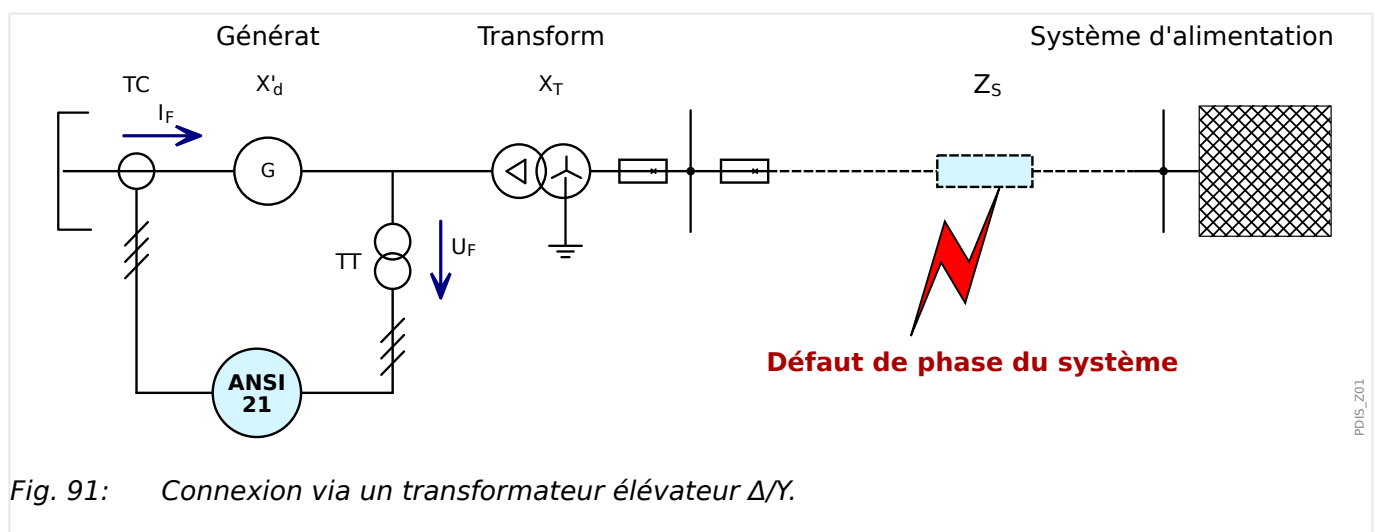 Générat Transform Système d'alimentation
TC X'd XT ZS
IF
G
TT UF
ANSI
21
Défaut de phase du système
PDIS_Z01
Fig. 91: Connexion via un transformateur élévateur Δ/Y.